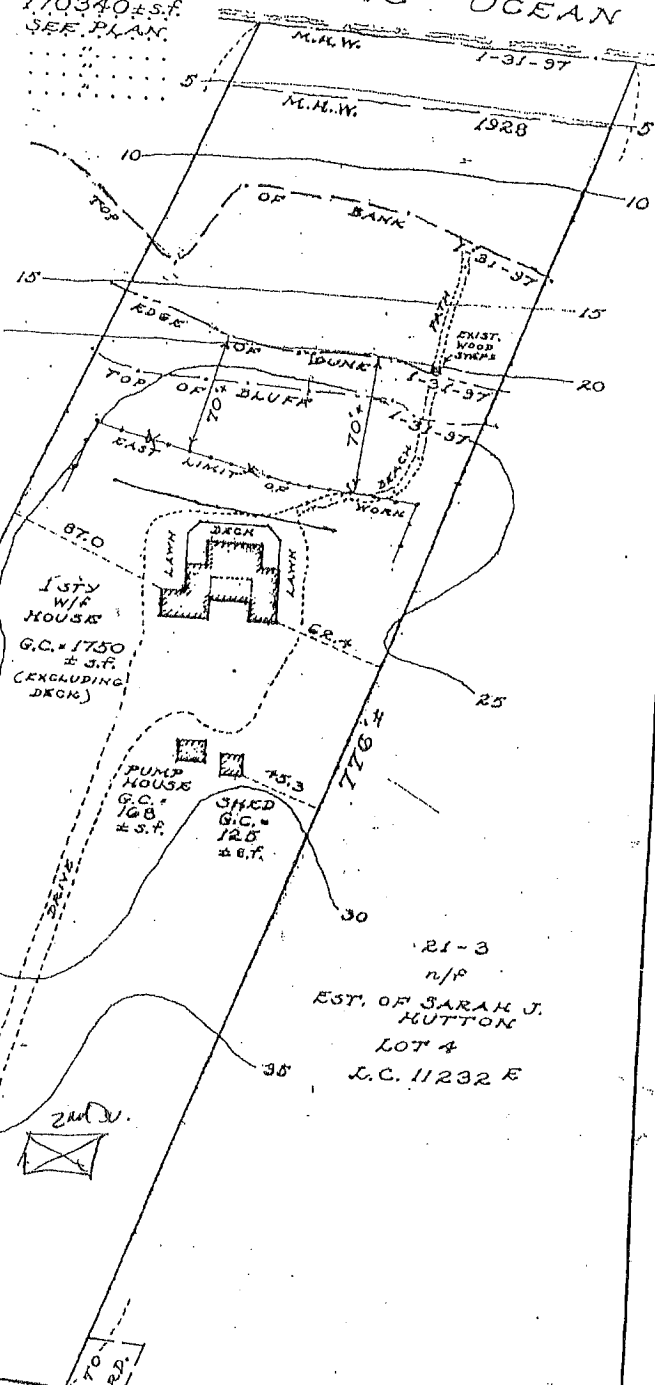 170340±s.f.
SEE PLAN
"
"
OCEAN
M.H.W.
1-31-97
5
M.H.W.
1928
5
10
10
TOP OF BANK
1-31-97
15
15
EDGE OF DUNE
1-31-97
PATH
EXIST.
WOOD
STEPS
20
TOP OF BLUFF
1-31-97
70'±
70'±
BEACH
EAST LIMIT OF WORK
87.0
LAWN
DECK
LAWN
1 STY
W/F
HOUSE
G.C. = 1750
± s.f.
(EXCLUDING
DECK)
62.4
25
776'±
PUMP
HOUSE
G.C. =
168
± s.f.
SHED
G.C. =
125
± s.f.
45.3
DRIVE
30
21-3
n/f
EST. OF SARAH J.
HUTTON
LOT 4
L.C. 11232 E
35
2nd
TO
RD.